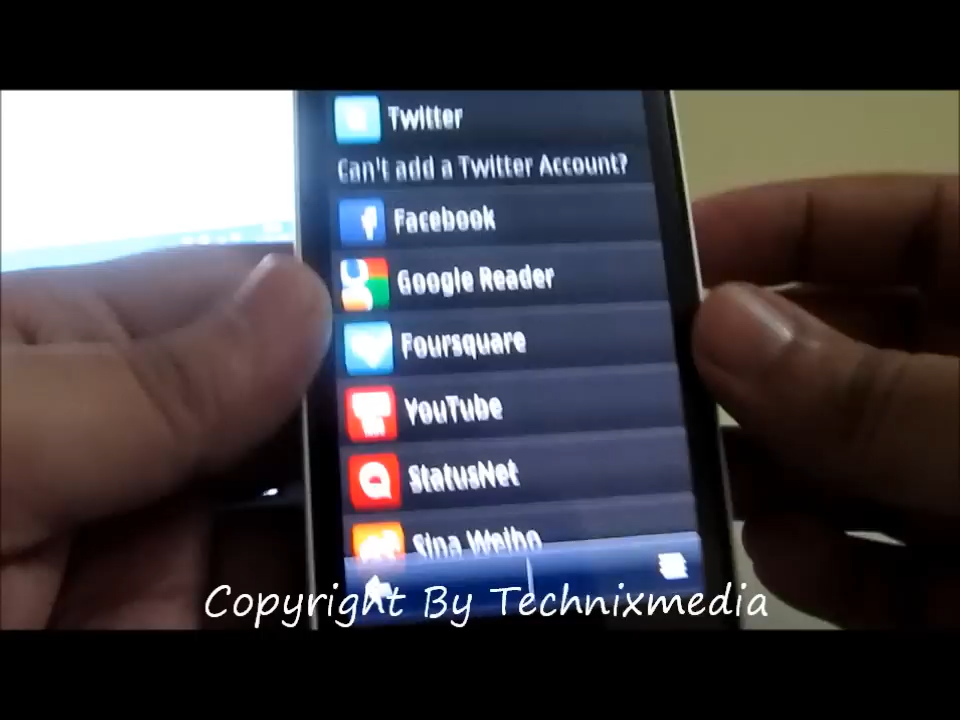 Twitter
Can't add a Twitter Account?
Facebook
Google Reader
Foursquare
YouTube
StatusNet
Sina Weibo
Copyright By Technixmedia